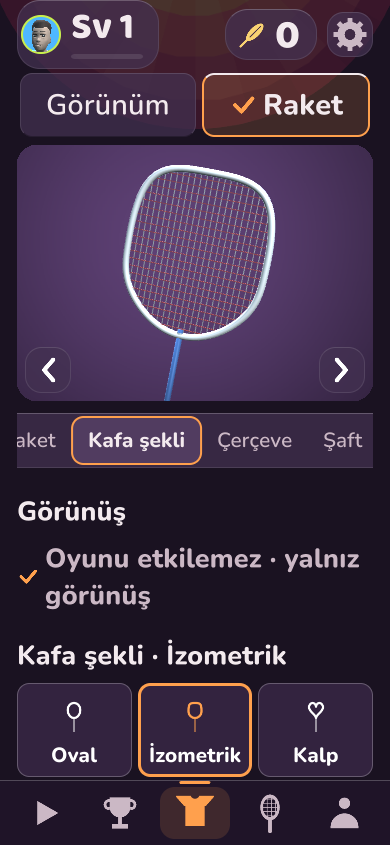 Sv 1
0
Görünüm
Raket
aket
Kafa şekli
Çerçeve
Şaft
Görünüş
Oyunu etkilemez · yalnız
görünüş
Kafa şekli · İzometrik
Oval
İzometrik
Kalp